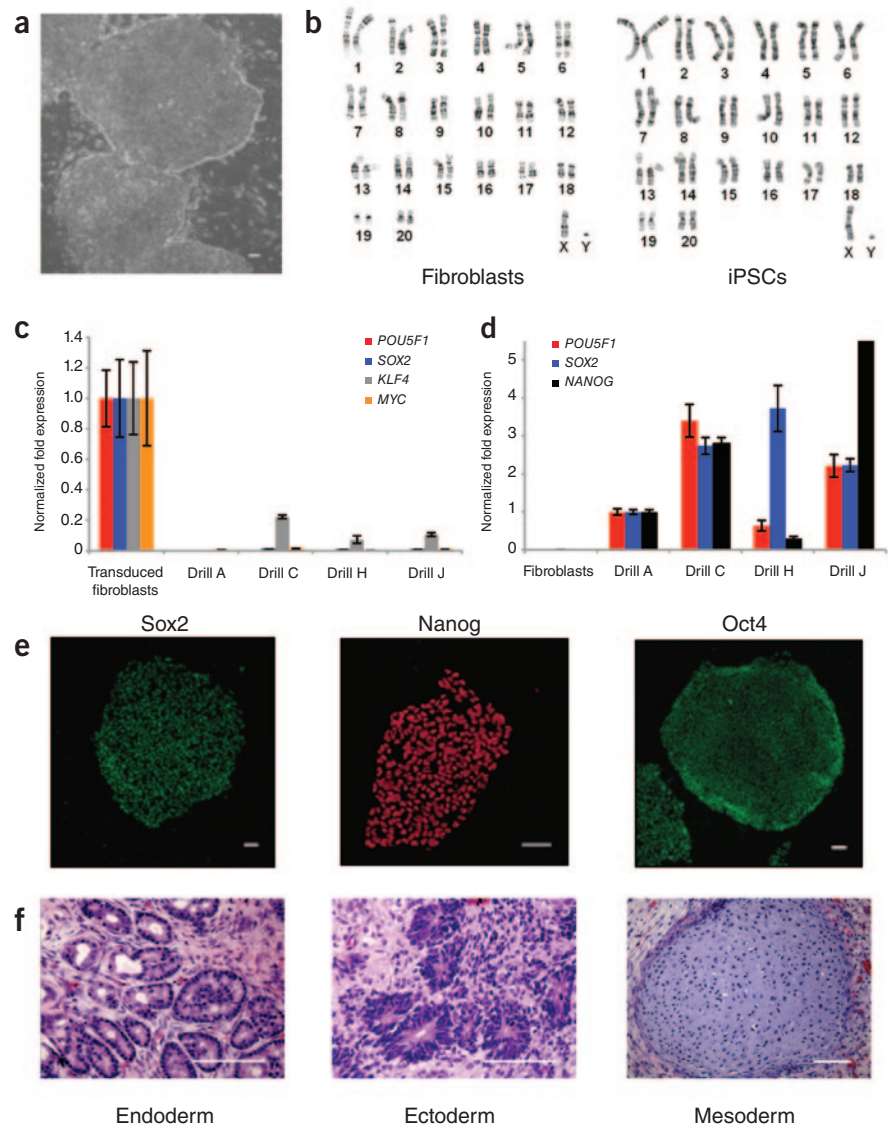 a
b
1 2 3 4 5 6
7 8 9 10 11 12
13 14 15 16 17 18
19 20 X Y
Fibroblasts
1 2 3 4 5 6
7 8 9 10 11 12
13 14 15 16 17 18
19 20 X Y
iPSCs
c
Normalized fold expression
1.4
1.2
1.0
0.8
0.6
0.4
0.2
0
POU5F1
SOX2
KLF4
MYC
Transduced
fibroblasts
Drill A
Drill C
Drill H
Drill J
d
Normalized fold expression
5
4
3
2
1
0
POU5F1
SOX2
NANOG
Fibroblasts
Drill A
Drill C
Drill H
Drill J
e
Sox2
Nanog
Oct4
f
Endoderm
Ectoderm
Mesoderm